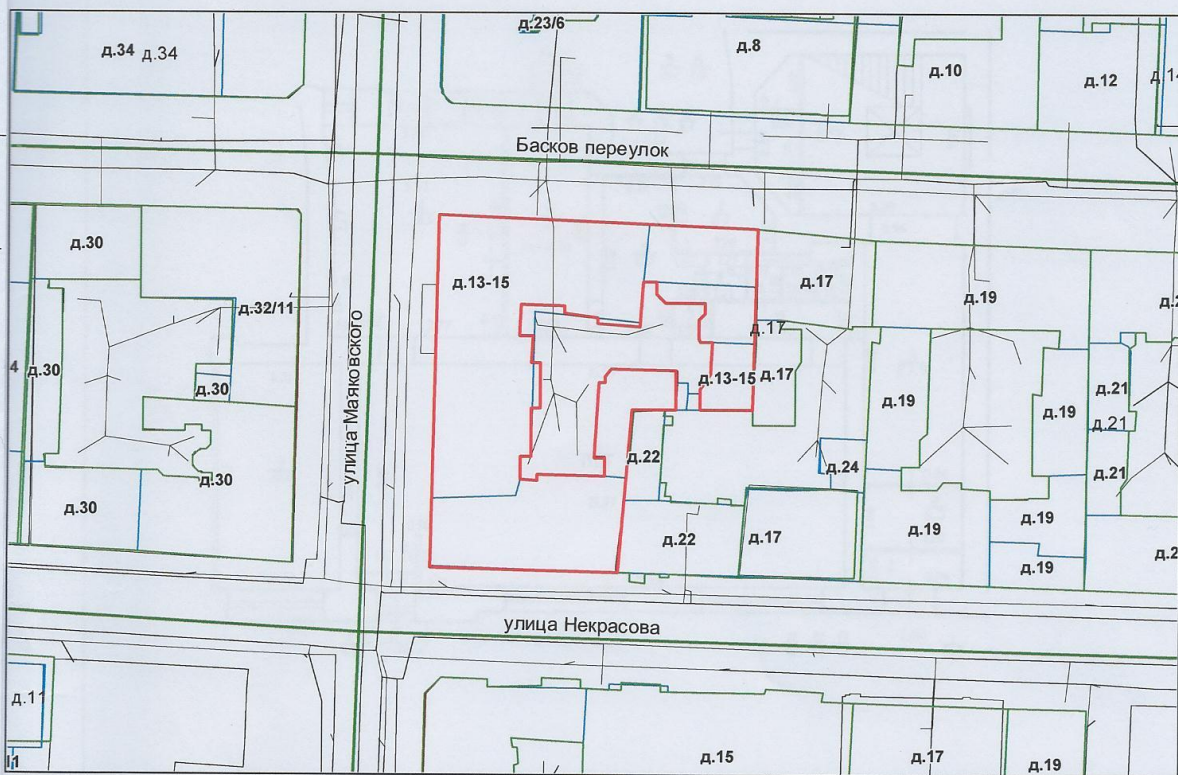 д.34 д.34
д.23/6
д.8
д.10
д.12
д.14
Басков переулок
д.30
д.32/11
д.30
д.30
4
д.30
д.30
улица Маяковского
д.13-15
д.17
д.19
д.17
д.13-15
д.17
д.22
д.24
д.19
д.19
д.21
д.21
д.21
д.22
д.17
д.19
д.19
д.19
улица Некрасова
д.11
д.15
д.17
д.19